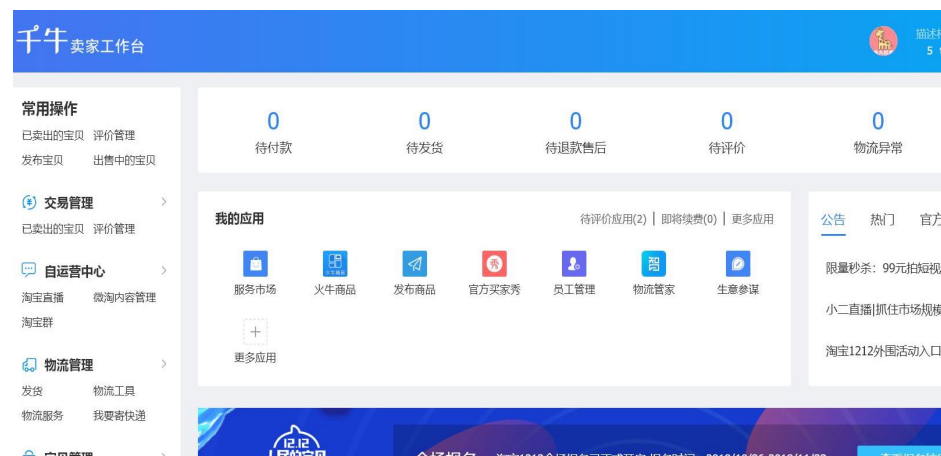 千牛 卖家工作台
描述
5
常用操作
已卖出的宝贝 评价管理
发布宝贝 出售中的宝贝
交易管理
已卖出的宝贝 评价管理
自运营中心
淘宝直播 微淘内容管理
淘宝群
物流管理
发货 物流工具
物流服务 我要寄快递
0 0 0 0 0
待付款 待发货 待退款售后 待评价 物流异常
我的应用 待评价应用(2) | 即将续费(0) | 更多应用
服务市场 火牛商品 发布商品 官方买家秀 员工管理 物流管家 生意参谋
更多应用
公告 热门 官方
限量秒杀：99元拍短视
小二直播|抓住市场规模
淘宝1212外围活动入口
12.12